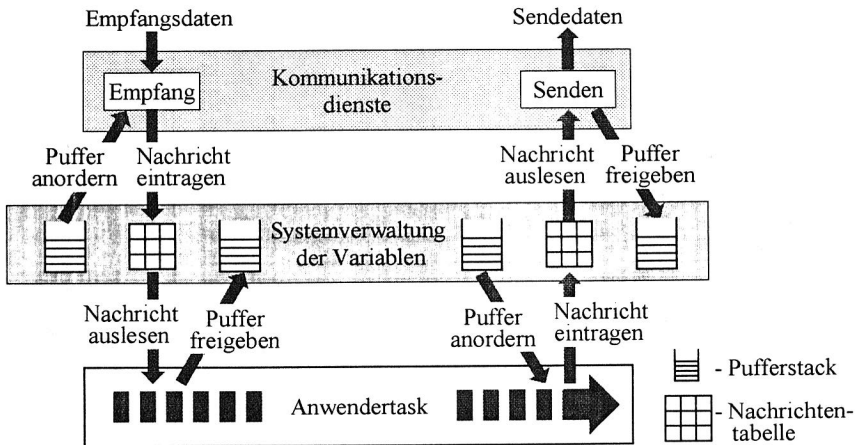 Empfangsdaten
Sendedaten
Kommunikations-
dienste
Empfang
Senden
Puffer
anordern
Nachricht
eintragen
Nachricht
auslesen
Puffer
freigeben
Systemverwaltung
der Variablen
Nachricht
auslesen
Puffer
freigeben
Puffer
anordern
Nachricht
eintragen
Anwendertask
- Pufferstack
- Nachrichten-
tabelle